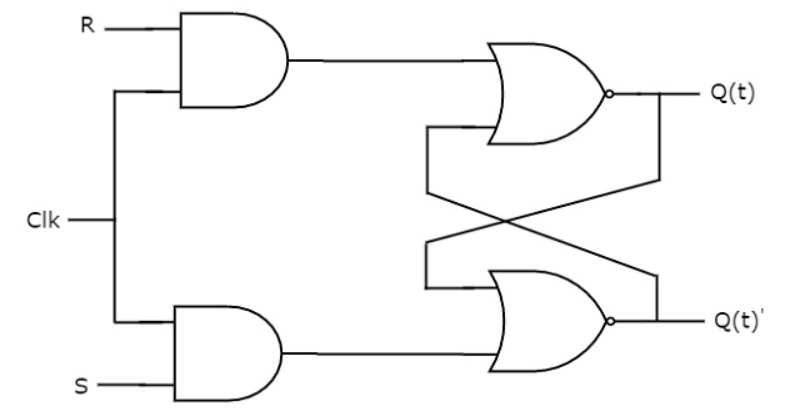 R
Q(t)
Clk
Q(t)'
S